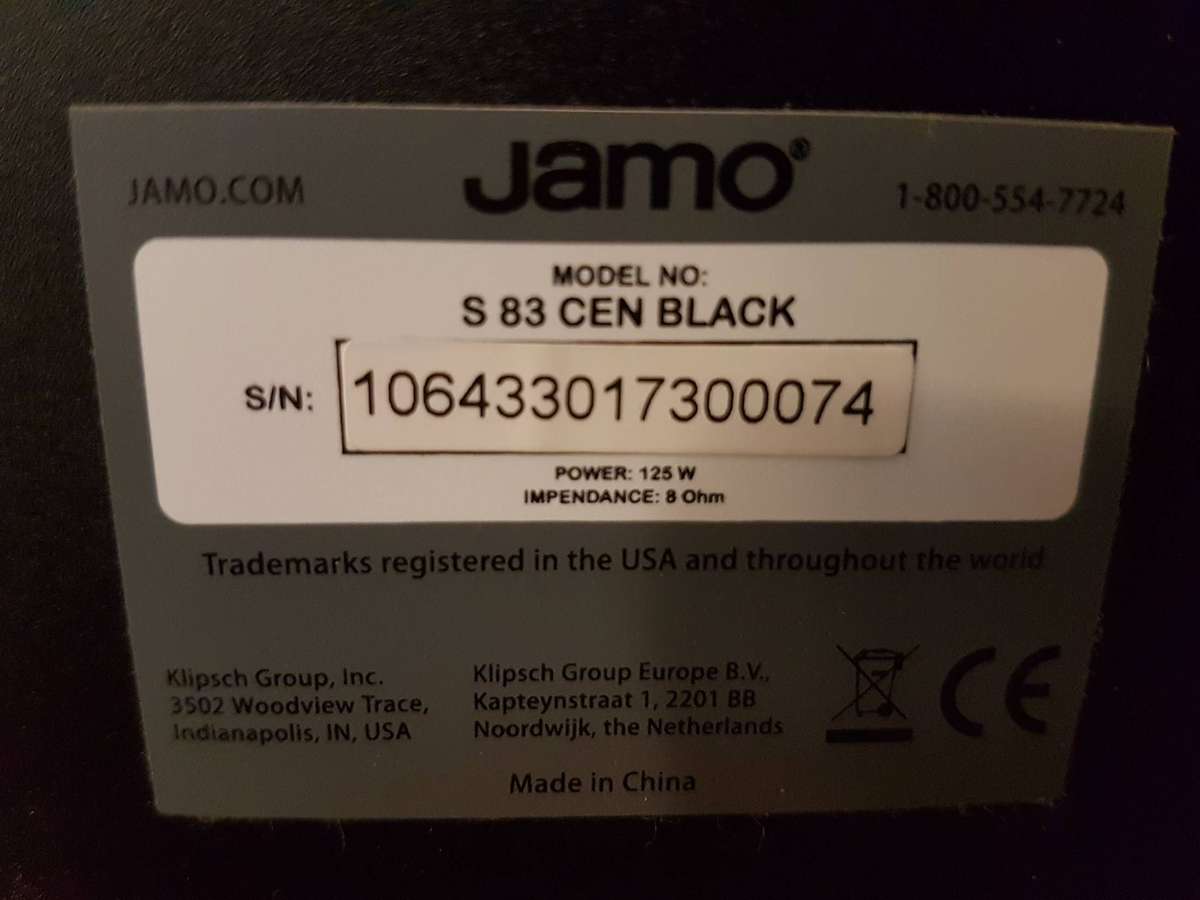 JAMO.COM
Jamo®
1-800-554-7724
MODEL NO:
S 83 CEN BLACK
S/N: 106433017300074
POWER: 125 W
IMPENDANCE: 8 Ohm
Trademarks registered in the USA and throughout the world
Klipsch Group, Inc.
3502 Woodview Trace,
Indianapolis, IN, USA
Klipsch Group Europe B.V.,
Kapteynstraat 1, 2201 BB
Noordwijk, the Netherlands
CE
Made in China